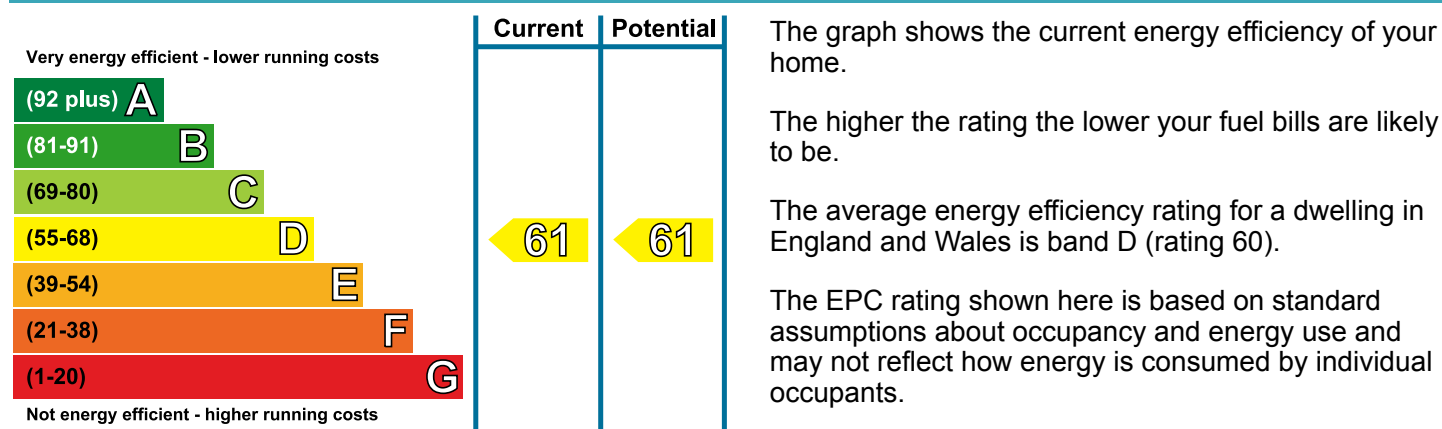 Current Potential
Very energy efficient - lower running costs
(92 plus) A
(81-91) B
(69-80) C
(55-68) D
61 61
(39-54) E
(21-38) F
(1-20) G
Not energy efficient - higher running costs
The graph shows the current energy efficiency of your
home.
The higher the rating the lower your fuel bills are likely
to be.
The average energy efficiency rating for a dwelling in
England and Wales is band D (rating 60).
The EPC rating shown here is based on standard
assumptions about occupancy and energy use and
may not reflect how energy is consumed by individual
occupants.